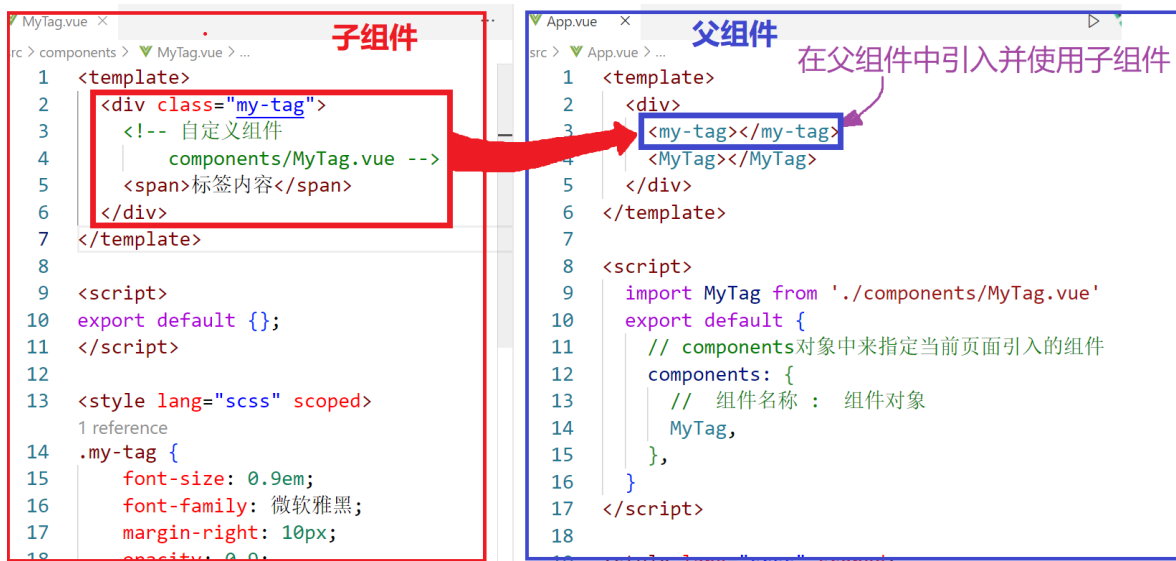 MyTag.vue ×
子组件
src > components > MyTag.vue > ...
1 <template>
2 <div class="my-tag">
3 <!-- 自定义组件
4 components/MyTag.vue -->
5 <span>标签内容</span>
6 </div>
7 </template>
8
9 <script>
10 export default {};
11 </script>
12
13 <style lang="scss" scoped>
1 reference
14 .my-tag {
15 font-size: 0.9em;
16 font-family: 微软雅黑;
17 margin-right: 10px;
18 opacity: 0.9;
App.vue ×
父组件
src > App.vue > ...
在父组件中引入并使用子组件
1 <template>
2 <div>
3 <my-tag></my-tag>
4 <MyTag></MyTag>
5 </div>
6 </template>
7
8 <script>
9 import MyTag from './components/MyTag.vue'
10 export default {
11 // components对象中来指定当前页面引入的组件
12 components: {
13 // 组件名称 : 组件对象
14 MyTag,
15 },
16 }
17 </script>
18